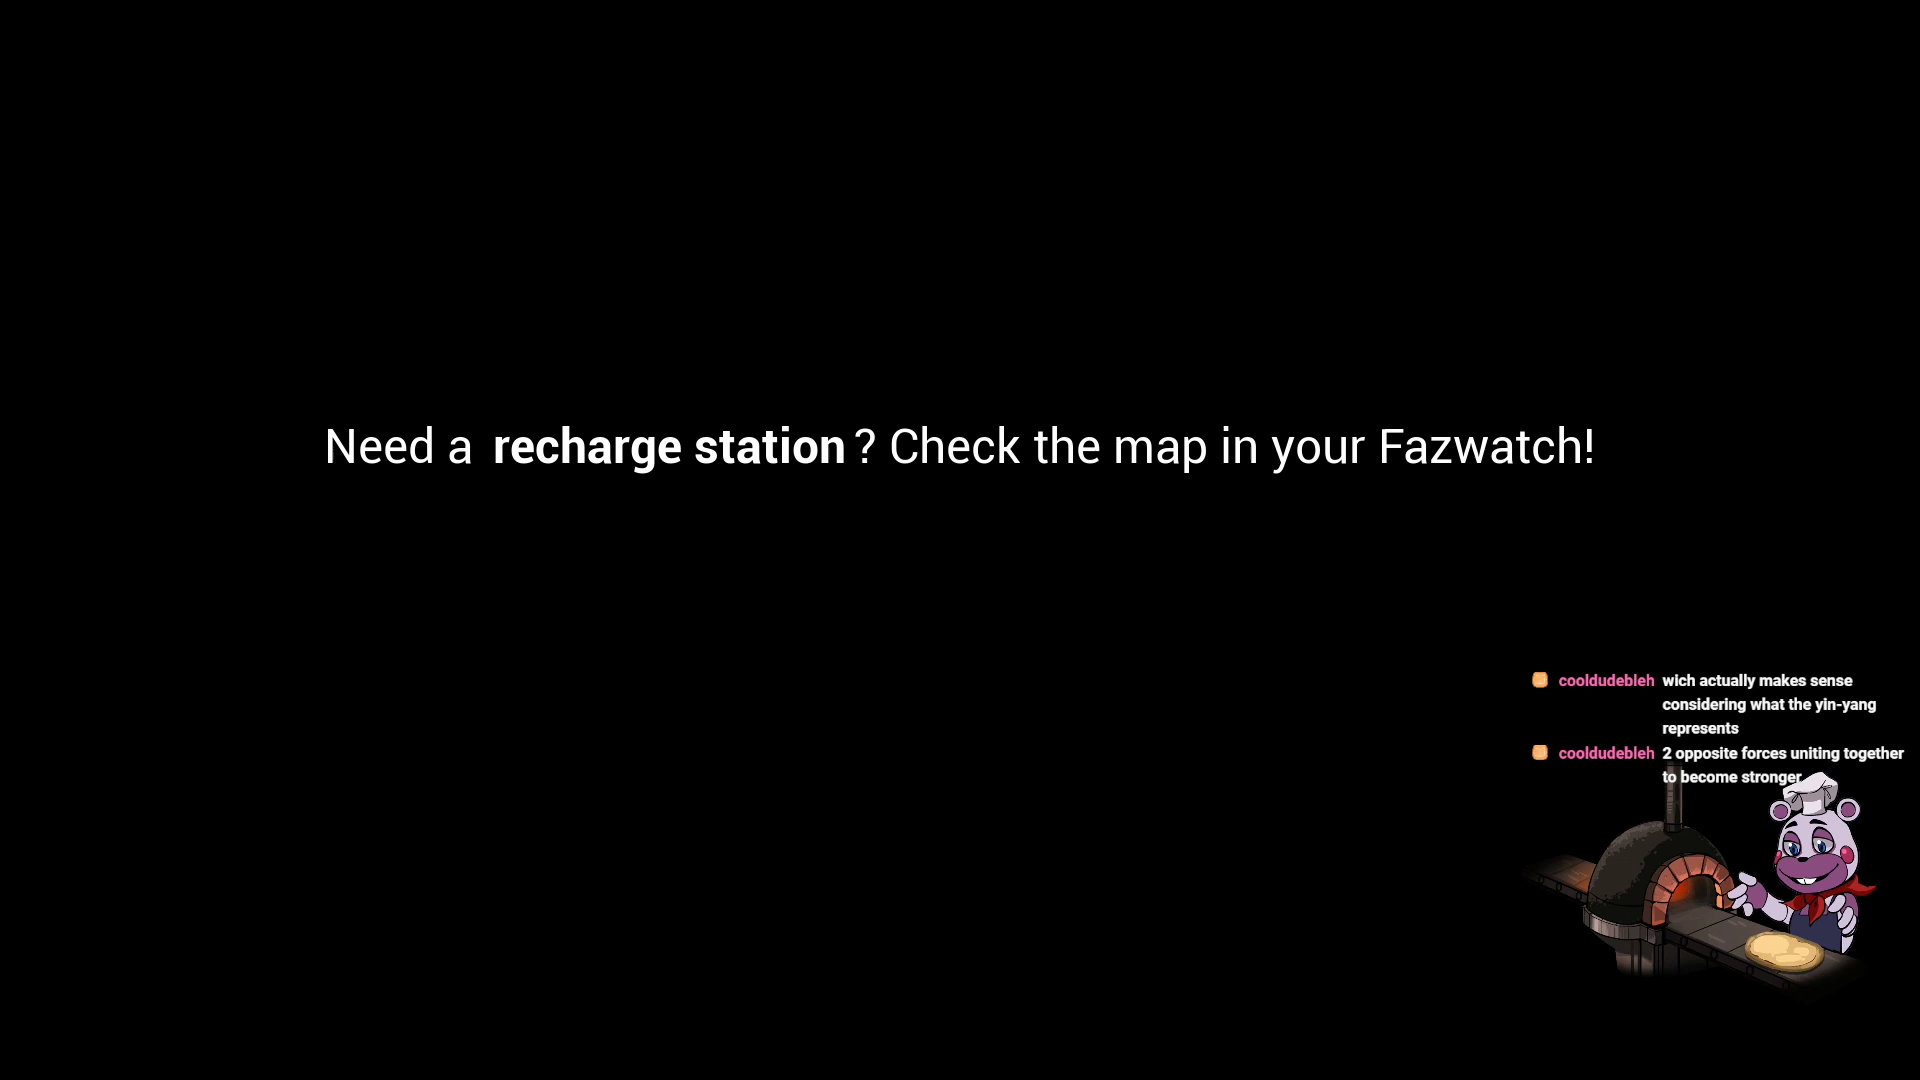 Need a recharge station? Check the map in your Fazwatch!
cooldudebleh wich actually makes sense
considering what the yin-yang
represents
cooldudebleh 2 opposite forces uniting together
to become stronger